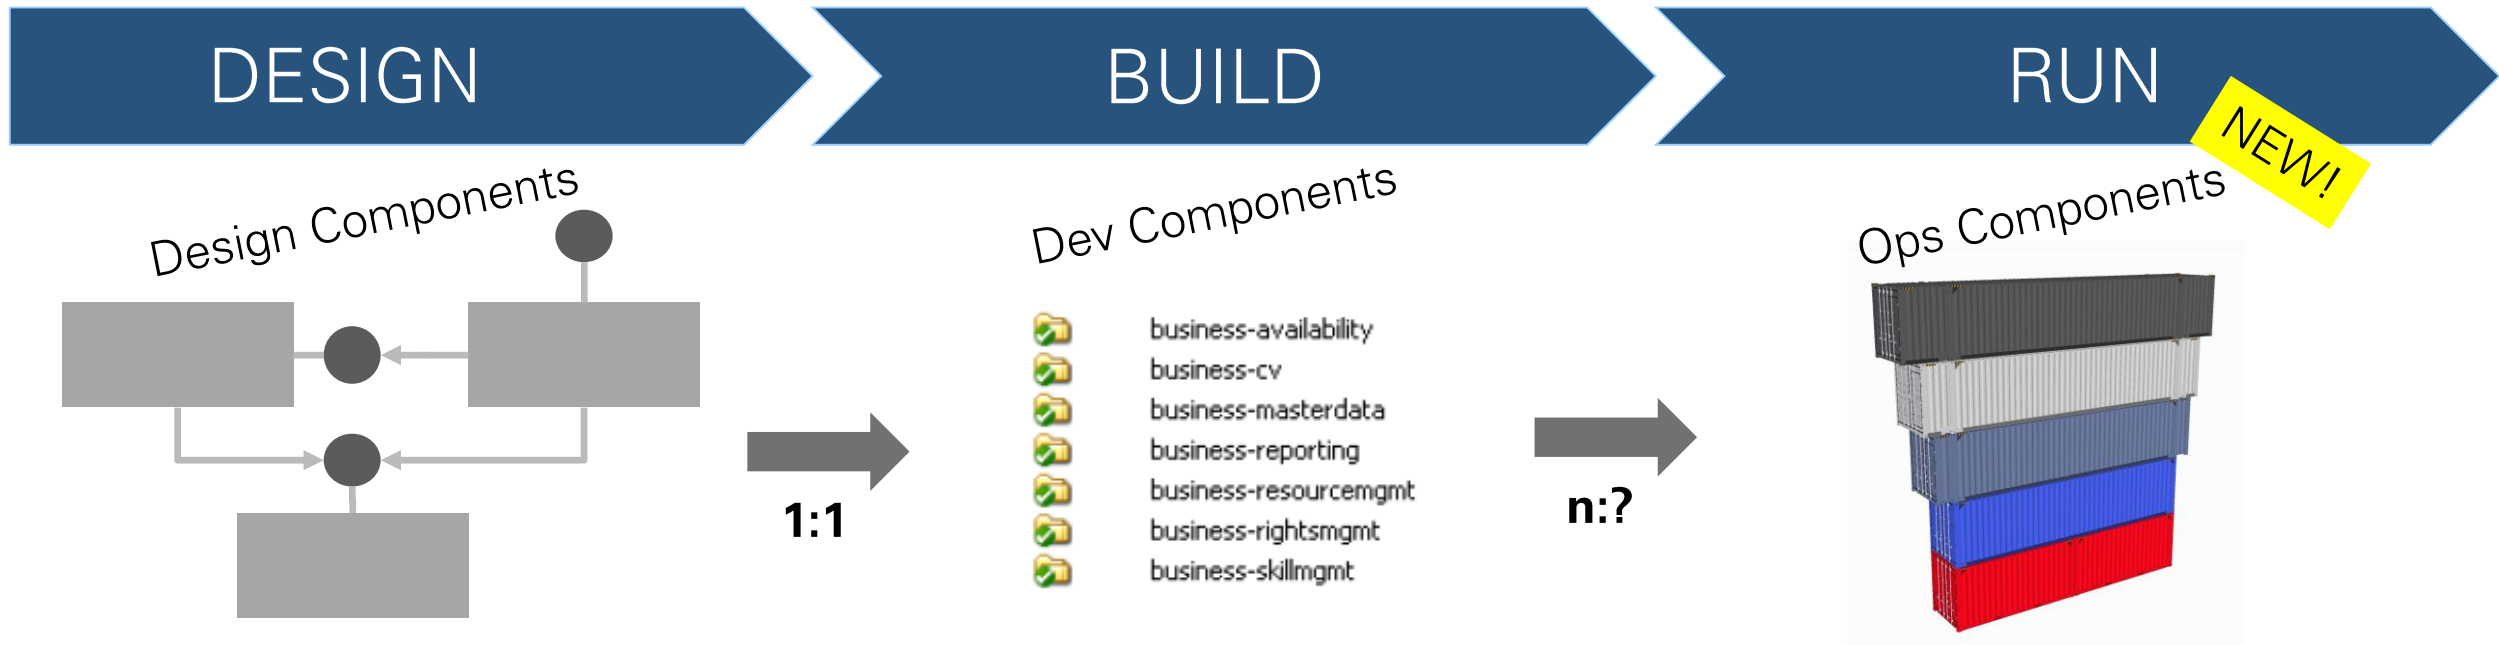 DESIGN
BUILD
RUN
NEW!
Design Components
Dev Components
Ops Components
business-availability
business-cv
business-masterdata
business-reporting
business-resourcemgmt
business-rightsmgmt
business-skillmgmt
1:1
n:?